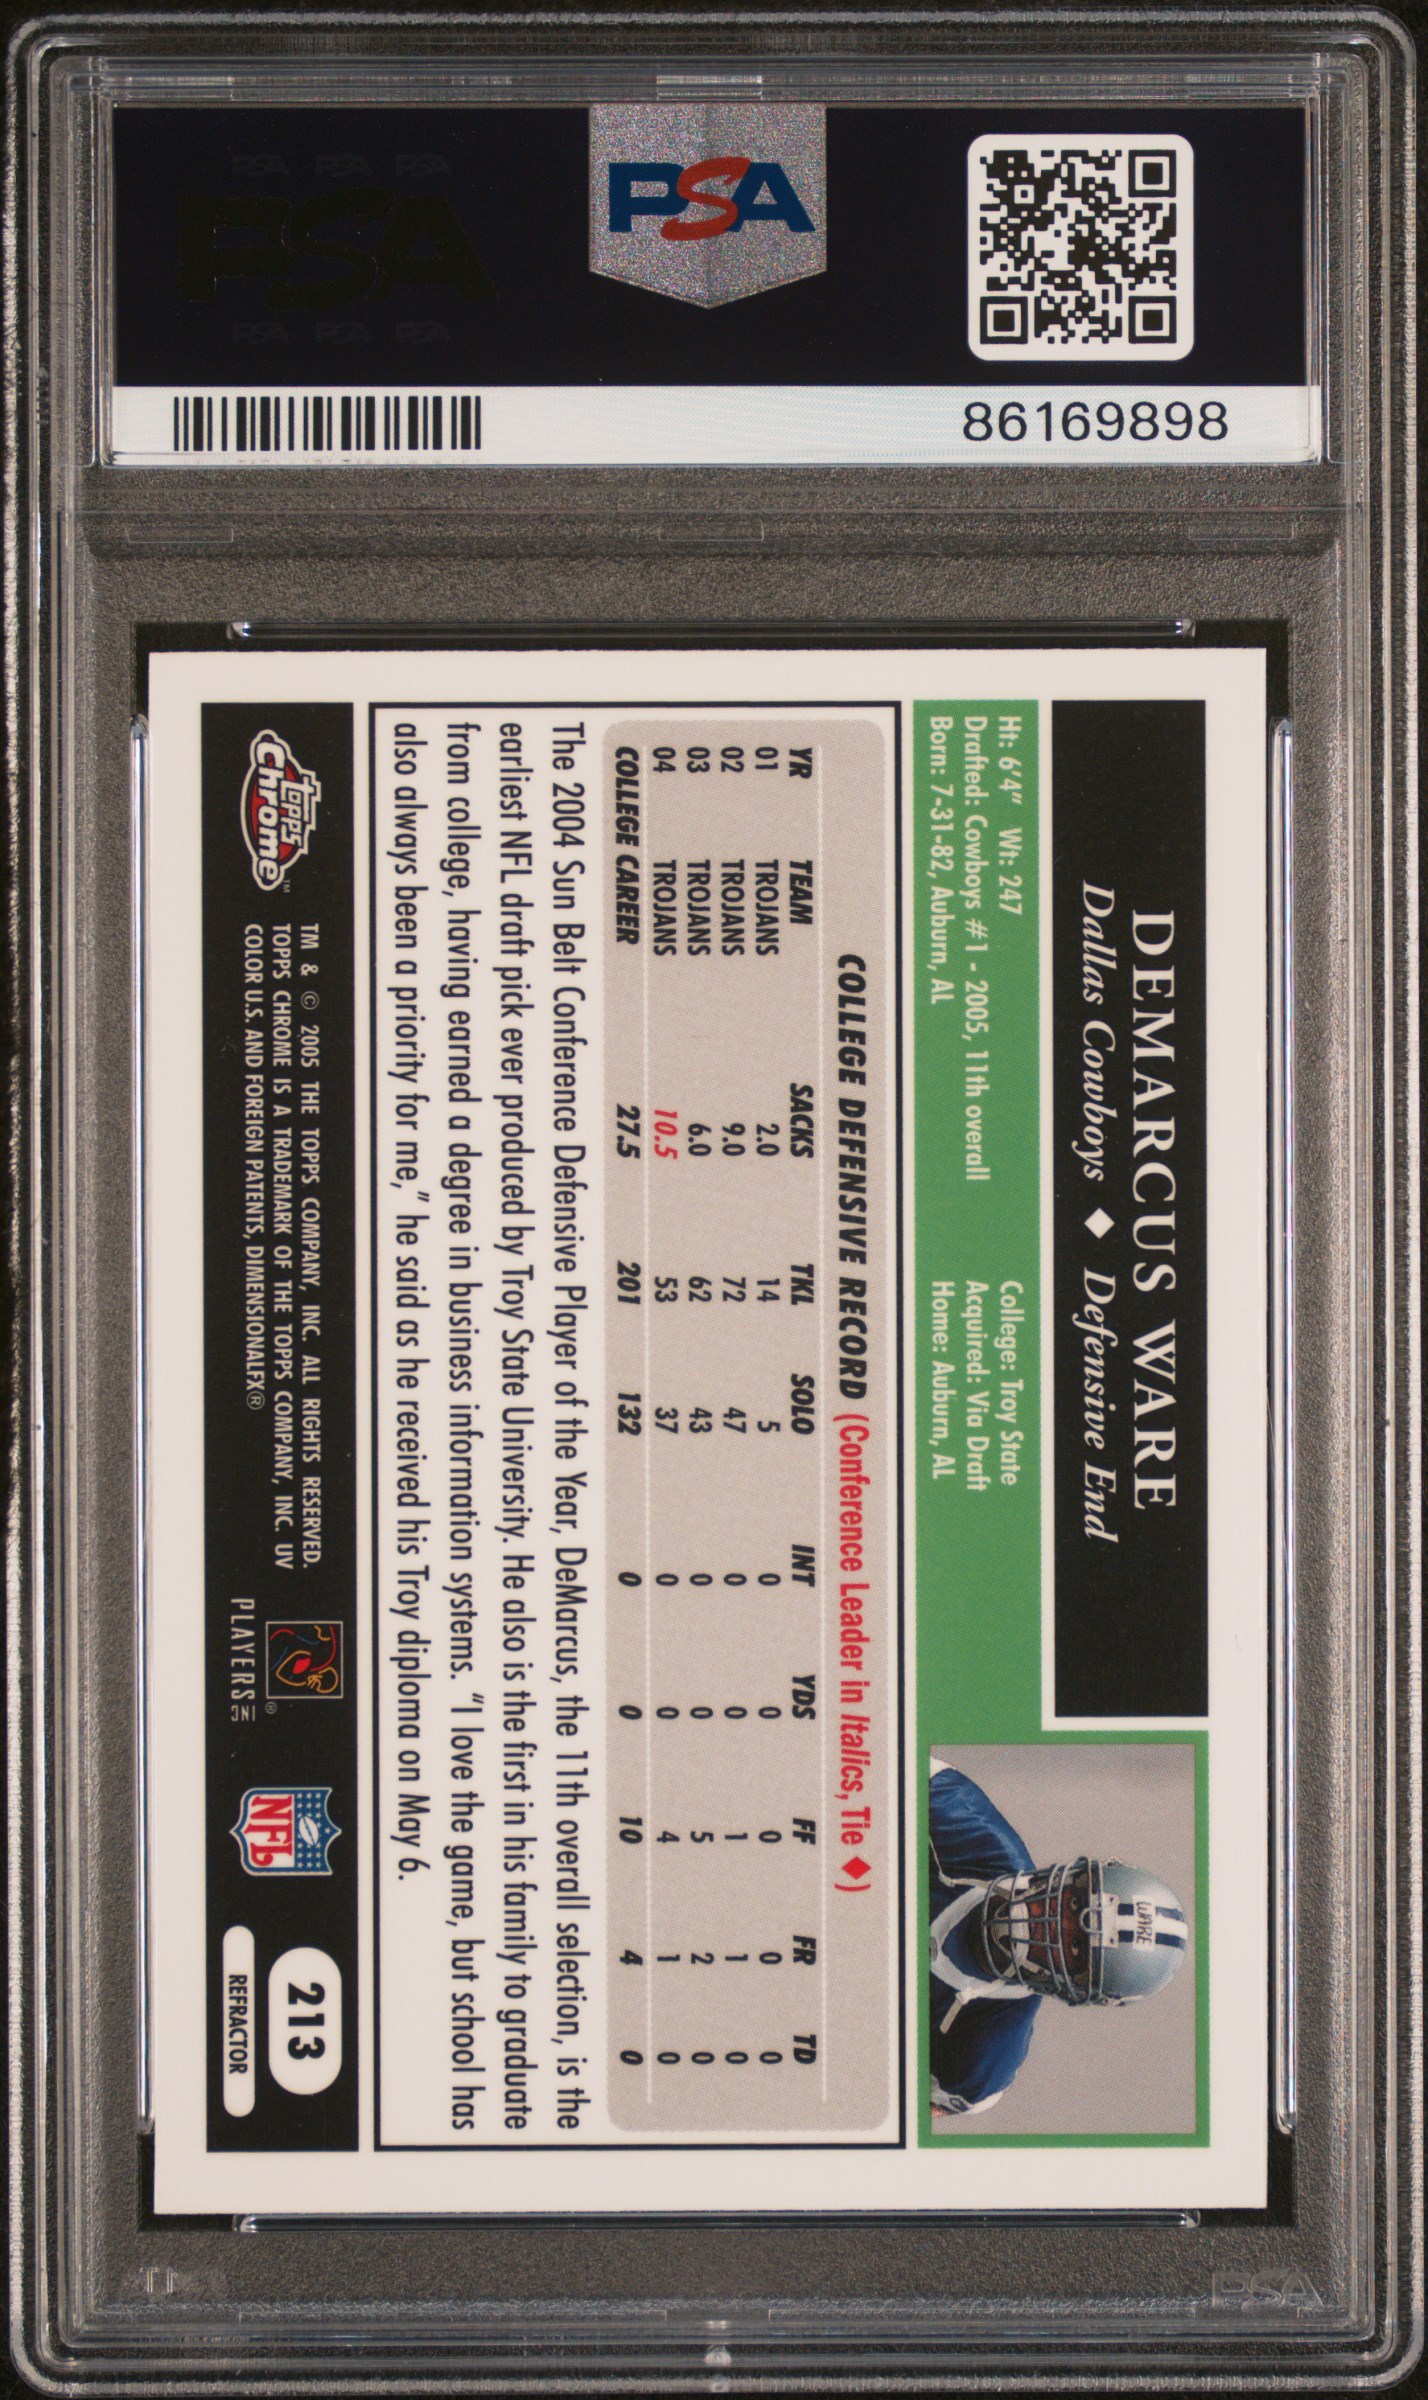 PSA PSA PSA
PSA
PSA PSA PSA
PSA
86169898
DEMARCUS WARE
Dallas Cowboys ♦ Defensive End
Ht: 6'4" Wt: 247
College: Troy State
Drafted: Cowboys #1 - 2005, 11th overall
Acquired: Via Draft
Born: 7-31-82, Auburn, AL
Home: Auburn, AL
WARE
COLLEGE DEFENSIVE RECORD (Conference Leader in Italics, Tie ♦)
YR TEAM SACKS TKL SOLO INT YDS FF FR TD
01 TROJANS 2.0 14 5 0 0 0 0 0
02 TROJANS 9.0 72 47 0 0 1 1 0
03 TROJANS 6.0 62 43 0 0 5 2 0
04 TROJANS 10.5 53 37 0 0 4 1 0
COLLEGE CAREER 27.5 201 132 0 0 10 4 0
The 2004 Sun Belt Conference Defensive Player of the Year, DeMarcus, the 11th overall selection, is the
earliest NFL draft pick ever produced by Troy State University. He also is the first in his family to graduate
from college, having earned a degree in business information systems. "I love the game, but school has
also always been a priority for me," he said as he received his Troy diploma on May 6.
Topps Chrome™
TM & © 2005 THE TOPPS COMPANY, INC. ALL RIGHTS RESERVED.
TOPPS CHROME IS A TRADEMARK OF THE TOPPS COMPANY, INC. UV
COLOR U.S. AND FOREIGN PATENTS, DIMENSIONALFX®
PLAYERS INC ®
NFL
213
REFRACTOR
PSA